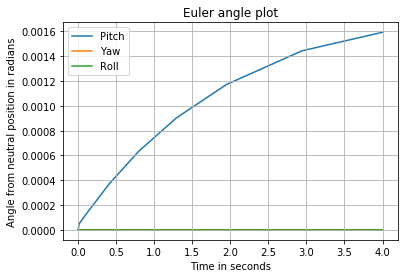 Euler angle plot
Pitch
Yaw
Roll
Angle from neutral position in radians
0.0016
0.0014
0.0012
0.0010
0.0008
0.0006
0.0004
0.0002
0.0000
0.0 0.5 1.0 1.5 2.0 2.5 3.0 3.5 4.0
Time in seconds